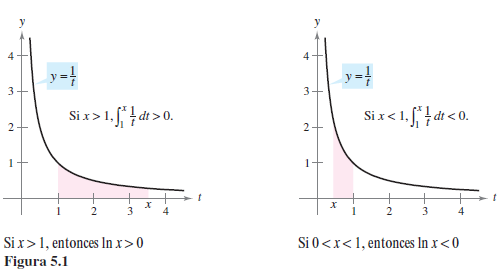 y
y
4
4
y = 1/t
y = 1/t
3
3
Si x > 1, ∫₁ˣ 1/t dt > 0.
Si x < 1, ∫₁ˣ 1/t dt < 0.
2
2
1
1
t
t
1 2 3 x 4
x 1 2 3 4
Si x > 1, entonces ln x > 0
Si 0 < x < 1, entonces ln x < 0
Figura 5.1